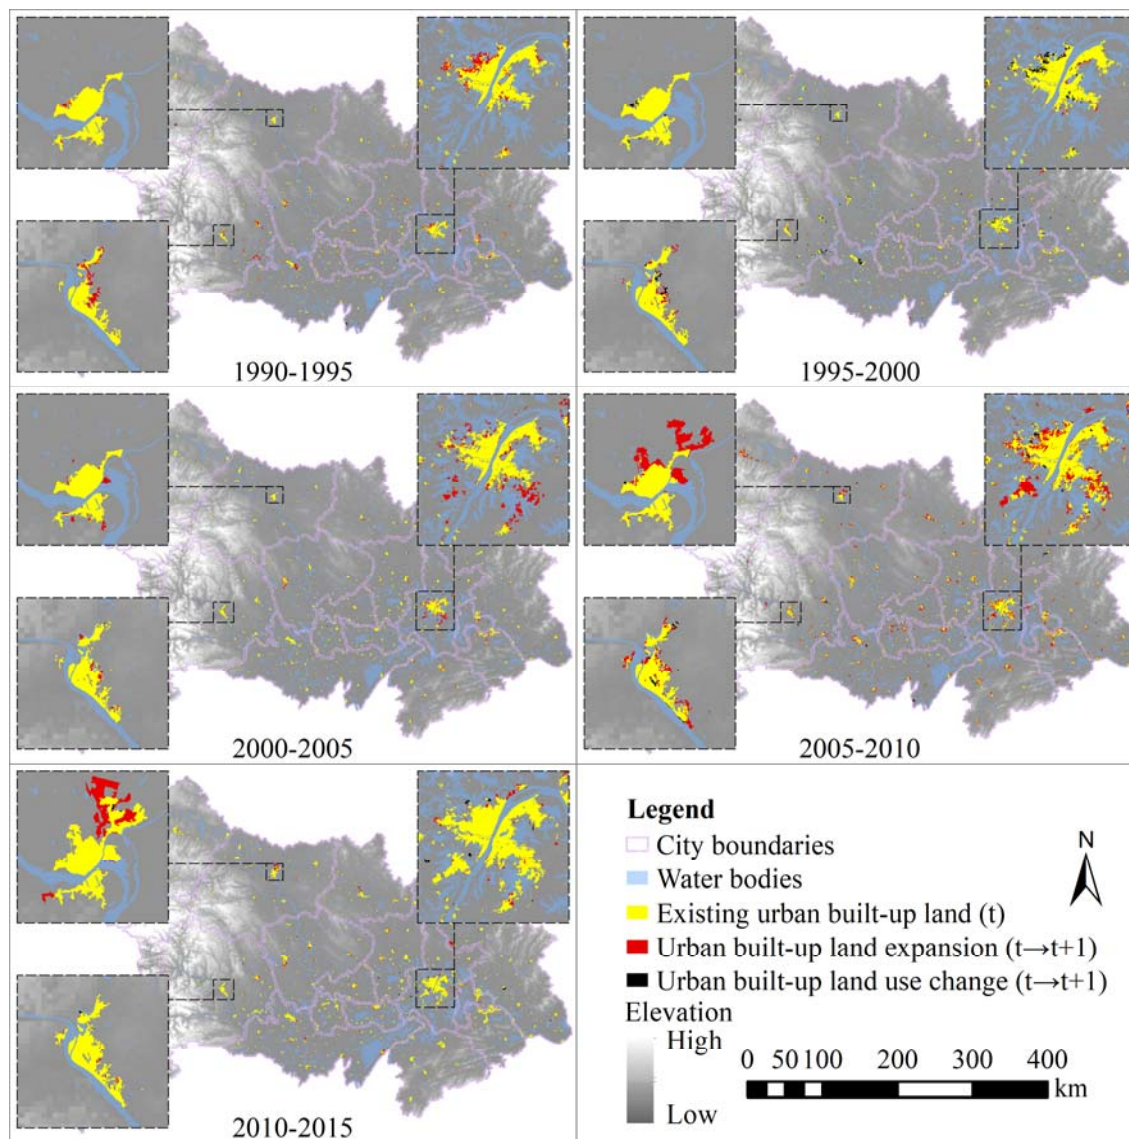 1990-1995
1995-2000
2000-2005
2005-2010
2010-2015
Legend
City boundaries
Water bodies
Existing urban built-up land (t)
Urban built-up land expansion (t→t+1)
Urban built-up land use change (t→t+1)
Elevation
High
Low
N
0 50 100 200 300 400
km